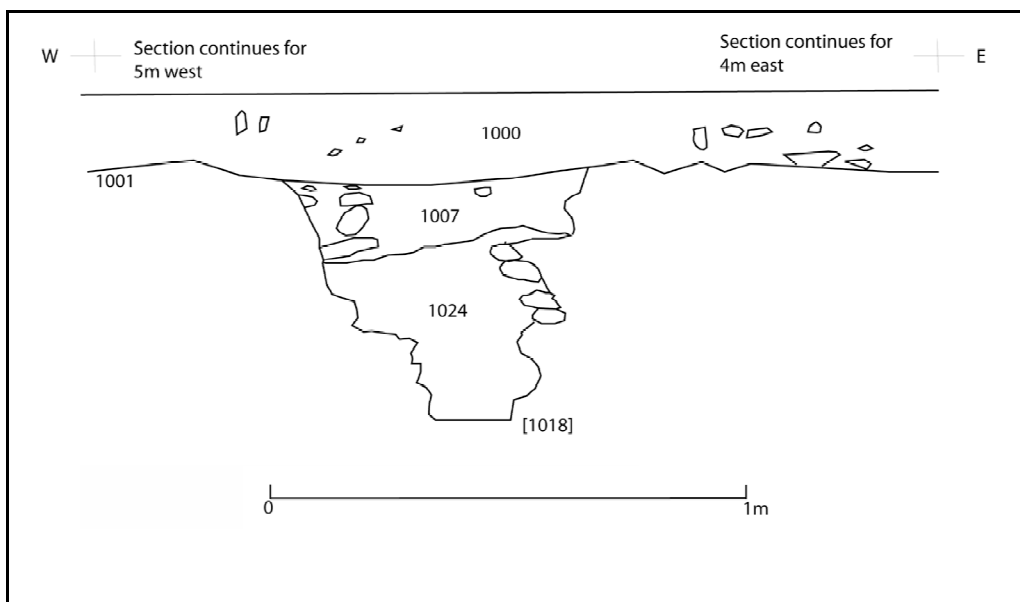 W
Section continues for
5m west
Section continues for
4m east
E
1000
1001
1007
1024
[1018]
0
1m